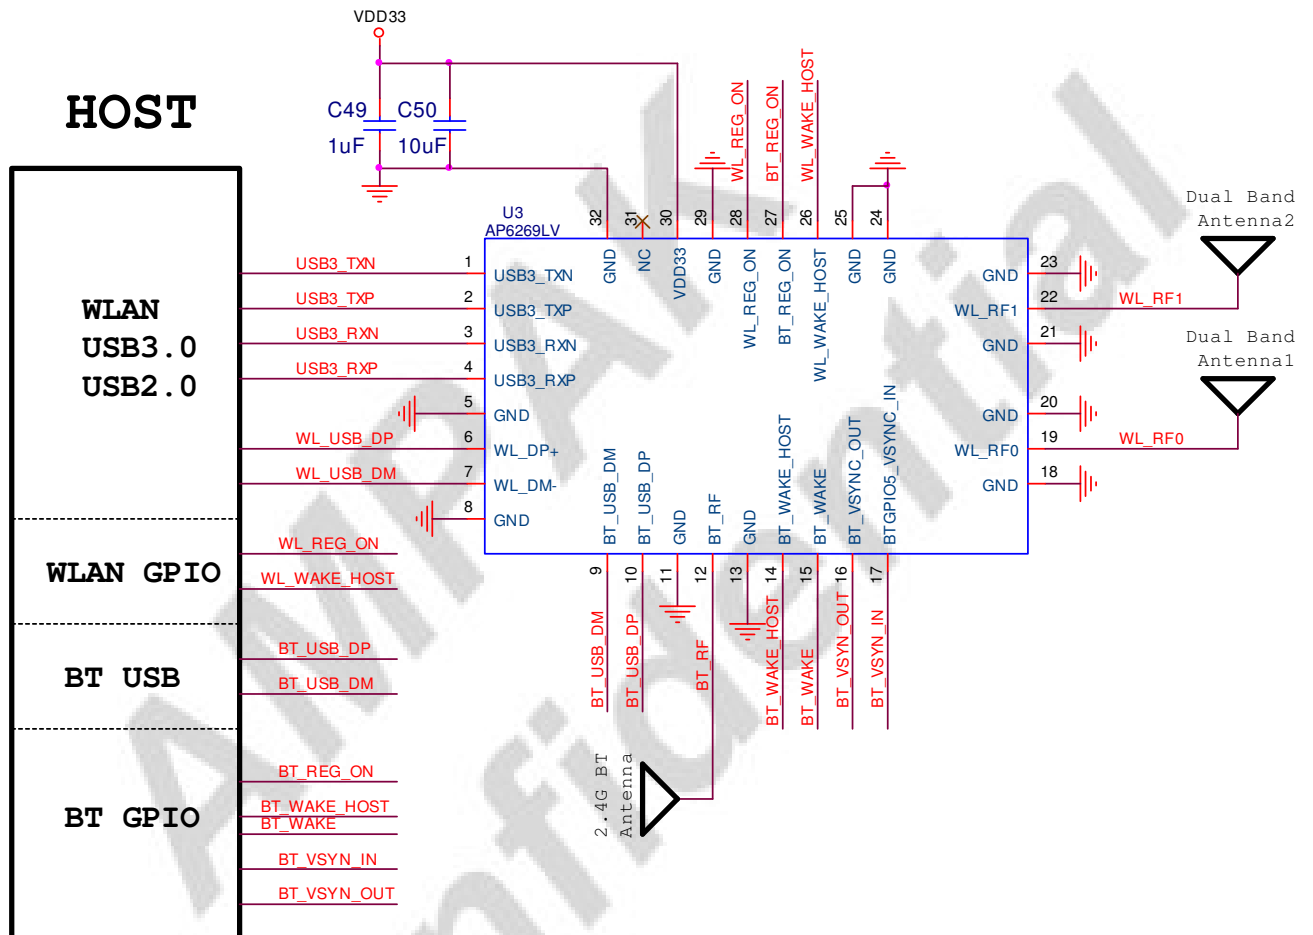 VDD33
HOST
C49
1uF
C50
10uF
WL_REG_ON
BT_REG_ON
WL_WAKE_HOST
U3
AP6269LV
32
31
30
29
28
27
26
25
24
GND
NC
VDD33
GND
WL_REG_ON
BT_REG_ON
WL_WAKE_HOST
GND
GND
Dual Band
Antenna2
Dual Band
Antenna1
WLAN
USB3.0
USB2.0
USB3_TXN
1
USB3_TXN
USB3_TXP
2
USB3_TXP
USB3_RXN
3
USB3_RXN
USB3_RXP
4
USB3_RXP
5
GND
WL_USB_DP
6
WL_DP+
WL_USB_DM
7
WL_DM-
8
GND
GND
23
WL_RF1
22
WL_RF1
GND
21
GND
20
WL_RF0
19
WL_RF0
GND
18
BT_USB_DM
BT_USB_DP
GND
BT_RF
GND
BT_WAKE_HOST
BT_WAKE
BT_VSYNC_OUT
BTGPIO5_VSYNC_IN
9
10
11
12
13
14
15
16
17
BT_USB_DM
BT_USB_DP
BT_RF
BT_WAKE_HOST
BT_WAKE
BT_VSYN_OUT
BT_VSYN_IN
2.4G BT
Antenna
WLAN GPIO
WL_REG_ON
WL_WAKE_HOST
BT USB
BT_USB_DP
BT_USB_DM
BT GPIO
BT_REG_ON
BT_WAKE_HOST
BT_WAKE
BT_VSYN_IN
BT_VSYN_OUT
AMPAK
nfidential